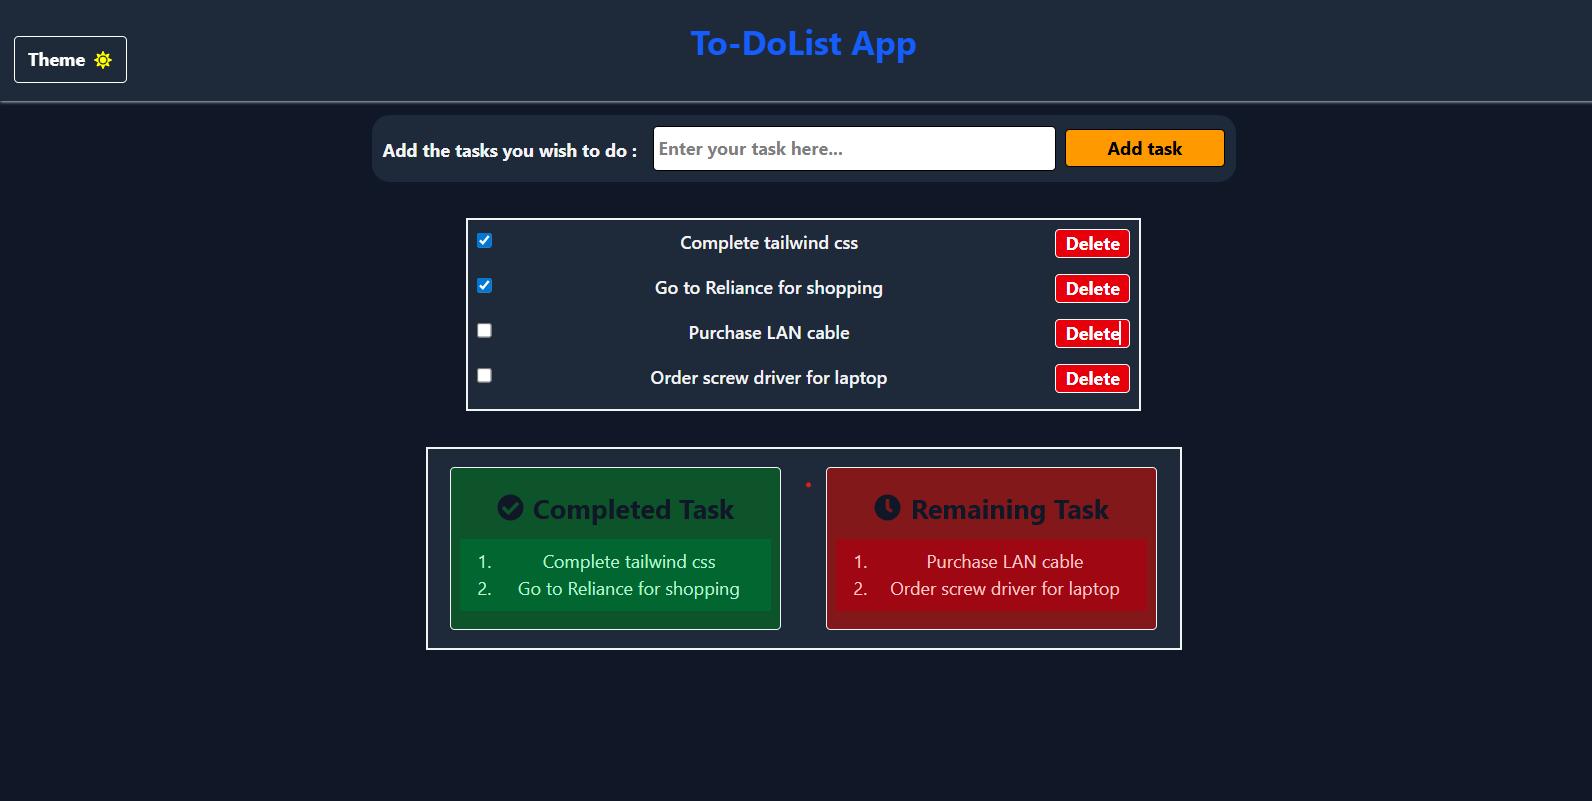 To-DoList App
Theme
Add the tasks you wish to do :
Enter your task here...
Add task
Complete tailwind css
Delete
Go to Reliance for shopping
Delete
Purchase LAN cable
Delete
Order screw driver for laptop
Delete
Completed Task
1. Complete tailwind css
2. Go to Reliance for shopping
Remaining Task
1. Purchase LAN cable
2. Order screw driver for laptop